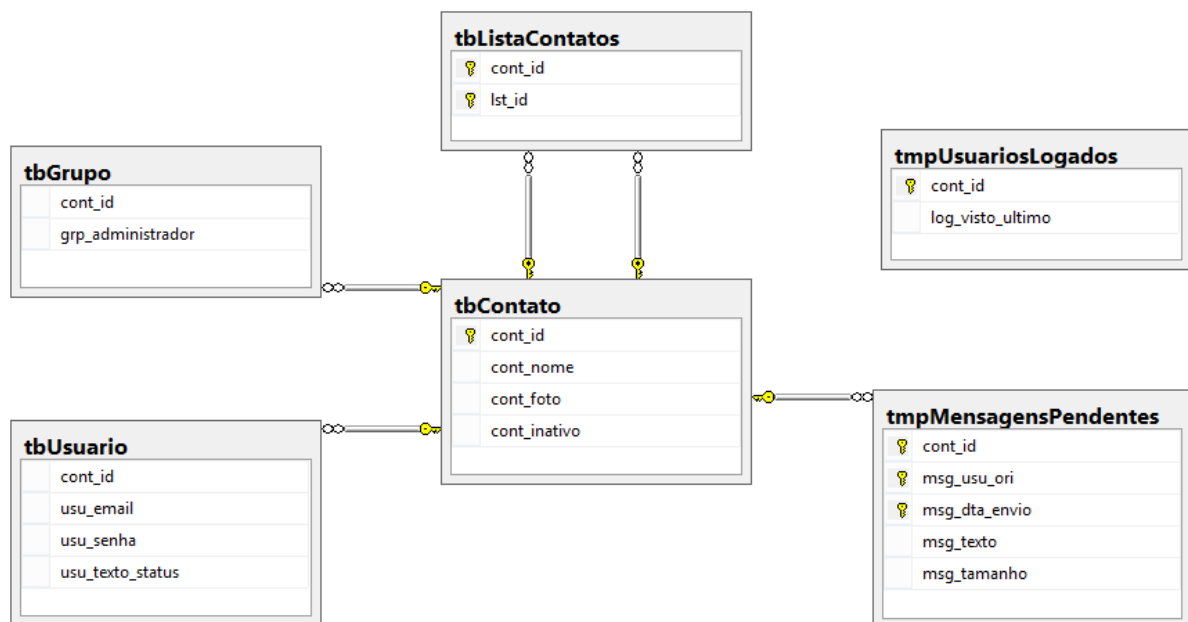 tbListaContatos
cont_id
lst_id
tbGrupo
cont_id
grp_administrador
tmpUsuariosLogados
cont_id
log_visto_ultimo
tbContato
cont_id
cont_nome
cont_foto
cont_inativo
tbUsuario
cont_id
usu_email
usu_senha
usu_texto_status
tmpMensagensPendentes
cont_id
msg_usu_ori
msg_dta_envio
msg_texto
msg_tamanho